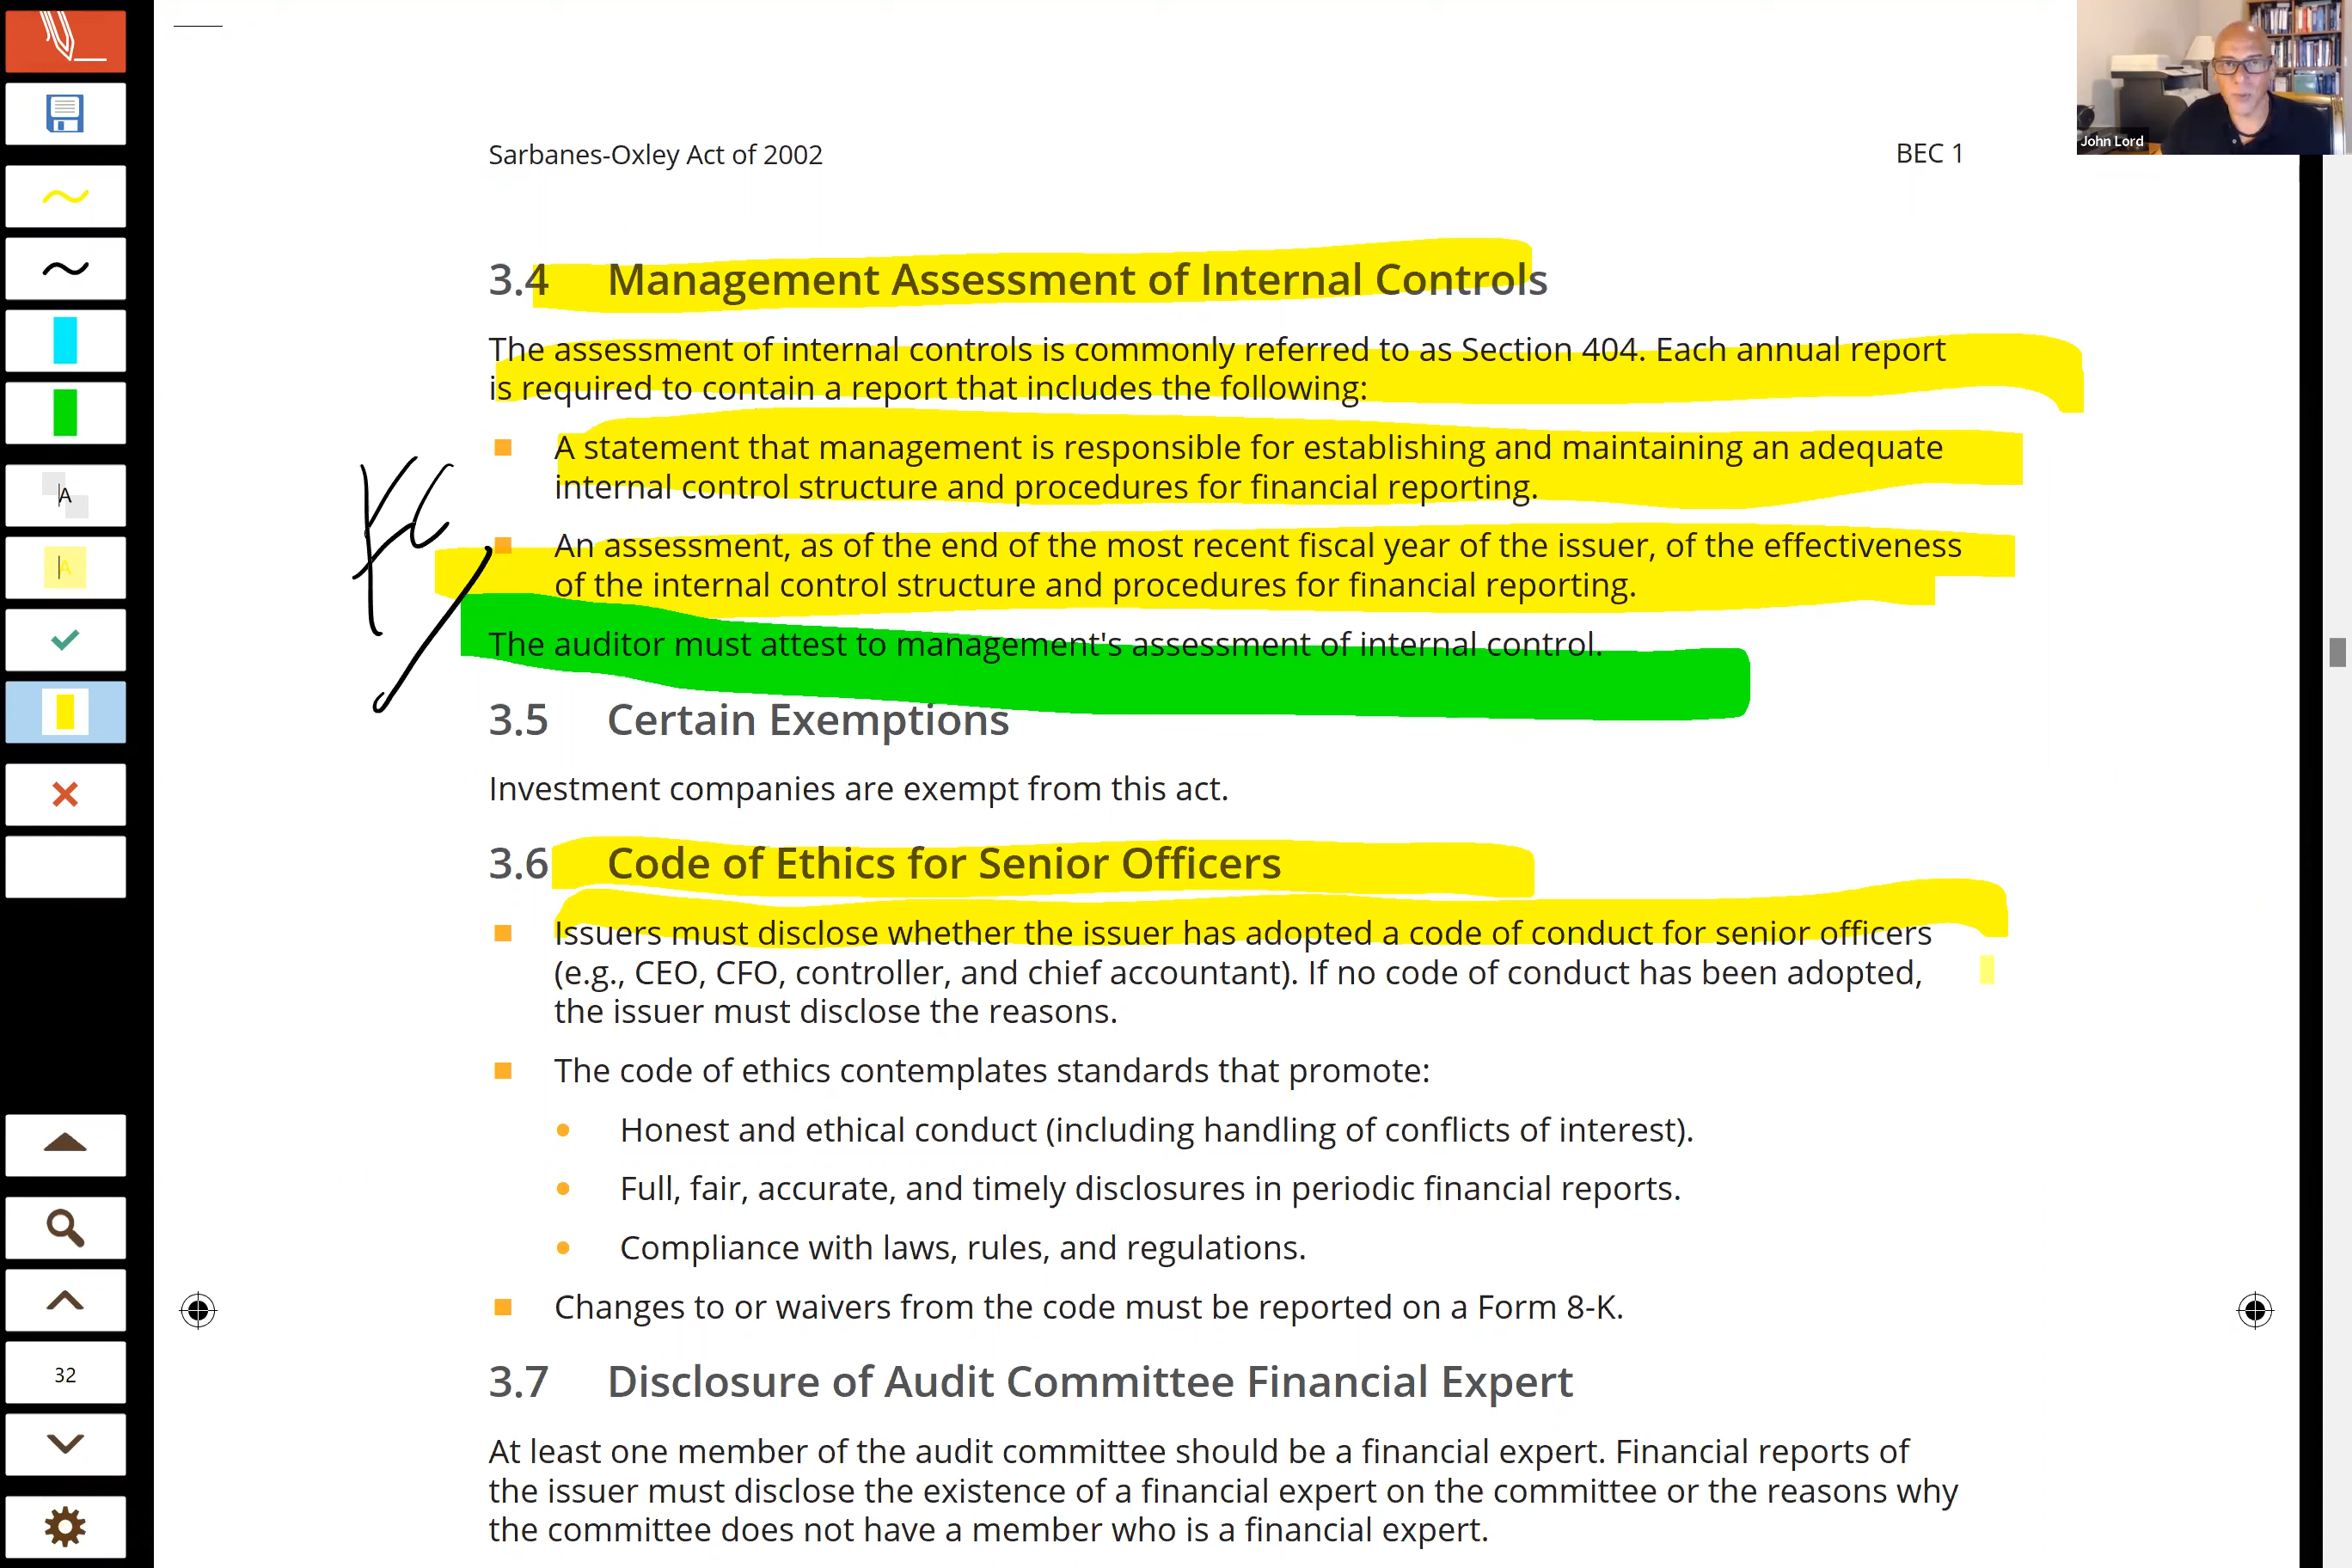 John Lord
Sarbanes-Oxley Act of 2002
BEC 1
3.4 Management Assessment of Internal Controls
The assessment of internal controls is commonly referred to as Section 404. Each annual report
is required to contain a report that includes the following:
A statement that management is responsible for establishing and maintaining an adequate
internal control structure and procedures for financial reporting.
An assessment, as of the end of the most recent fiscal year of the issuer, of the effectiveness
of the internal control structure and procedures for financial reporting.
The auditor must attest to management's assessment of internal control.
3.5 Certain Exemptions
Investment companies are exempt from this act.
3.6 Code of Ethics for Senior Officers
Issuers must disclose whether the issuer has adopted a code of conduct for senior officers
(e.g., CEO, CFO, controller, and chief accountant). If no code of conduct has been adopted,
the issuer must disclose the reasons.
The code of ethics contemplates standards that promote:
Honest and ethical conduct (including handling of conflicts of interest).
Full, fair, accurate, and timely disclosures in periodic financial reports.
Compliance with laws, rules, and regulations.
Changes to or waivers from the code must be reported on a Form 8-K.
3.7 Disclosure of Audit Committee Financial Expert
At least one member of the audit committee should be a financial expert. Financial reports of
the issuer must disclose the existence of a financial expert on the committee or the reasons why
the committee does not have a member who is a financial expert.
A
A
32